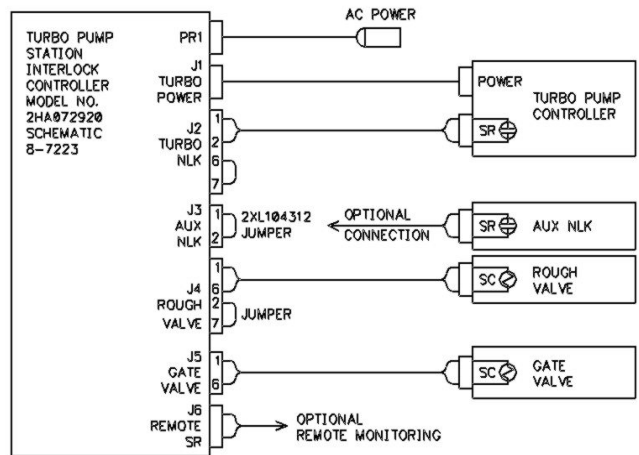 TURBO PUMP
STATION
INTERLOCK
CONTROLLER
MODEL NO.
2HA072920
SCHEMATIC
8-7223
PR1
AC POWER
J1
TURBO
POWER
POWER
TURBO PUMP
CONTROLLER
J2
TURBO
NLK
1
2
6
7
SR
J3
AUX
NLK
1
2
2XL104312
JUMPER
OPTIONAL
CONNECTION
SR
AUX NLK
J4
ROUGH
VALVE
1
6
2
7
JUMPER
SC
ROUGH
VALVE
J5
GATE
VALVE
1
6
SC
GATE
VALVE
J6
REMOTE
SR
OPTIONAL
REMOTE MONITORING